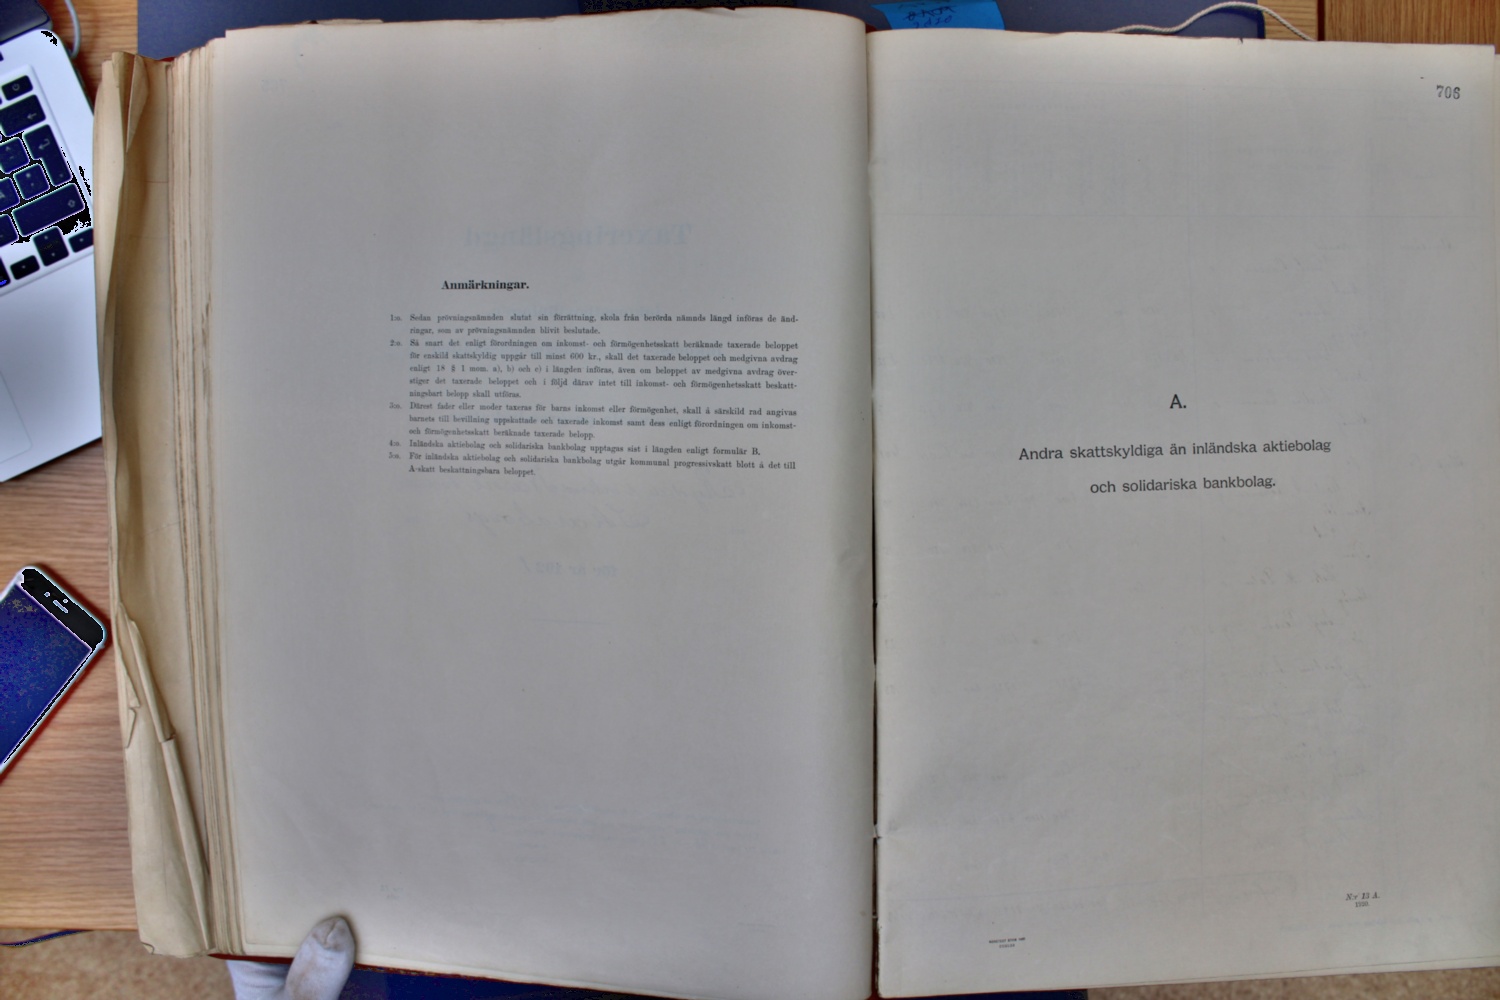 Anmärkningar.
1:o. Sedan prövningsnämnden slutat sin förrättning, skola från berörda nämnds längd införas de änd-
ringar, som av prövningsnämnden blivit beslutade.
2:o. Så snart det enligt förordningen om inkomst- och förmögenhetsskatt beräknade taxerade beloppet
för enskild skattskyldig uppgår till minst 600 kr., skall det taxerade beloppet och medgivna avdrag
enligt 18 § 1 mom. a), b) och c) i längden införas, även om beloppet av medgivna avdrag över-
stiger det taxerade beloppet och i följd därav intet till inkomst- och förmögenhetsskatt beskatt-
ningsbart belopp skall utföras.
3:o. Därest fader eller moder taxeras för barns inkomst eller förmögenhet, skall å särskild rad angivas
barnets till bevillning uppskattade och taxerade inkomst samt dess enligt förordningen om inkomst-
och förmögenhetsskatt beräknade taxerade belopp.
4:o. Inländska aktiebolag och solidariska bankbolag upptagas sist i längden enligt formulär B.
5:o. För inländska aktiebolag och solidariska bankbolag utgår kommunal progressivskatt blott å det till
A-skatt beskattningsbara beloppet.
706
A.
Andra skattskyldiga än inländska aktiebolag
och solidariska bankbolag.
N:r 13 A.